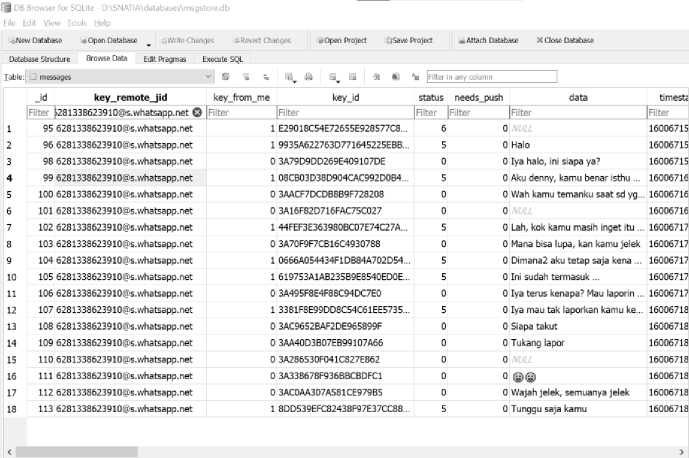 DB Browser for SQLite - D:\SNATIA\databases\msgstore.db
File Edit View Tools Help
New Database Open Database Write Changes Revert Changes Open Project Save Project Attach Database Close Database
Database Structure Browse Data Edit Pragmas Execute SQL
Table: messages Filter in any column
_id key_remote_jid key_from_me key_id status needs_push data timesta
Filter 6281338623910@s.whatsapp.net Filter Filter Filter Filter Filter Filter
1 95 6281338623910@s.whatsapp.net 1 E29018C54E72655E928577C8... 6 0 NULL 16006715
2 96 6281338623910@s.whatsapp.net 1 9935A622763D771645225EBB... 5 0 Halo 16006715
3 98 6281338623910@s.whatsapp.net 0 3A79D9DD269E409107DE 0 0 Iya halo, ini siapa ya? 16006715
4 99 6281338623910@s.whatsapp.net 1 08CB03D38D904CAC992D0B4... 5 0 Aku denny, kamu benar isthu ... 16006716
5 100 6281338623910@s.whatsapp.net 0 3AACF7DCDB8B9F728208 0 0 Wah kamu temanku saat sd yg... 16006716
6 101 6281338623910@s.whatsapp.net 0 3A16F82D716FAC75C027 0 0 NULL 16006716
7 102 6281338623910@s.whatsapp.net 1 44FEF3E363980BC07E74C27A... 5 0 Lah, kok kamu masih inget itu ... 16006717
8 103 6281338623910@s.whatsapp.net 0 3A70F9F7CB16C4930788 0 0 Mana bisa lupa, kan kamu jelek 16006717
9 104 6281338623910@s.whatsapp.net 1 0666A054434F1DB84A702D54... 5 0 Dimana2 aku tetap saja kena ... 16006717
10 105 6281338623910@s.whatsapp.net 1 619753A1AB235B9E8540ED0E... 5 0 Ini sudah termasuk ... 16006717
11 106 6281338623910@s.whatsapp.net 0 3A495F8E4F88C94DC7E0 0 0 Iya terus kenapa? Mau laporin ... 16006717
12 107 6281338623910@s.whatsapp.net 1 3381F8E99DD8C54C61EE5735... 5 0 Iya mau tak laporkan kamu ke... 16006718
13 108 6281338623910@s.whatsapp.net 0 3AC9652BAF2DE965899F 0 0 Siapa takut 16006718
14 109 6281338623910@s.whatsapp.net 0 3AA40D3B07EB99107A66 0 0 Tukang lapor 16006718
15 110 6281338623910@s.whatsapp.net 0 3A286530F041C827E862 0 0 NULL 16006718
16 111 6281338623910@s.whatsapp.net 0 3A338678F936BBCBDFC1 0 0 16006718
17 112 6281338623910@s.whatsapp.net 0 3AC0AA307A581CE979B5 0 0 Wajah jelek, semuanya jelek 16006718
18 113 6281338623910@s.whatsapp.net 1 8DD539EFC82438F97E37CC88... 5 0 Tunggu saja kamu 16006718